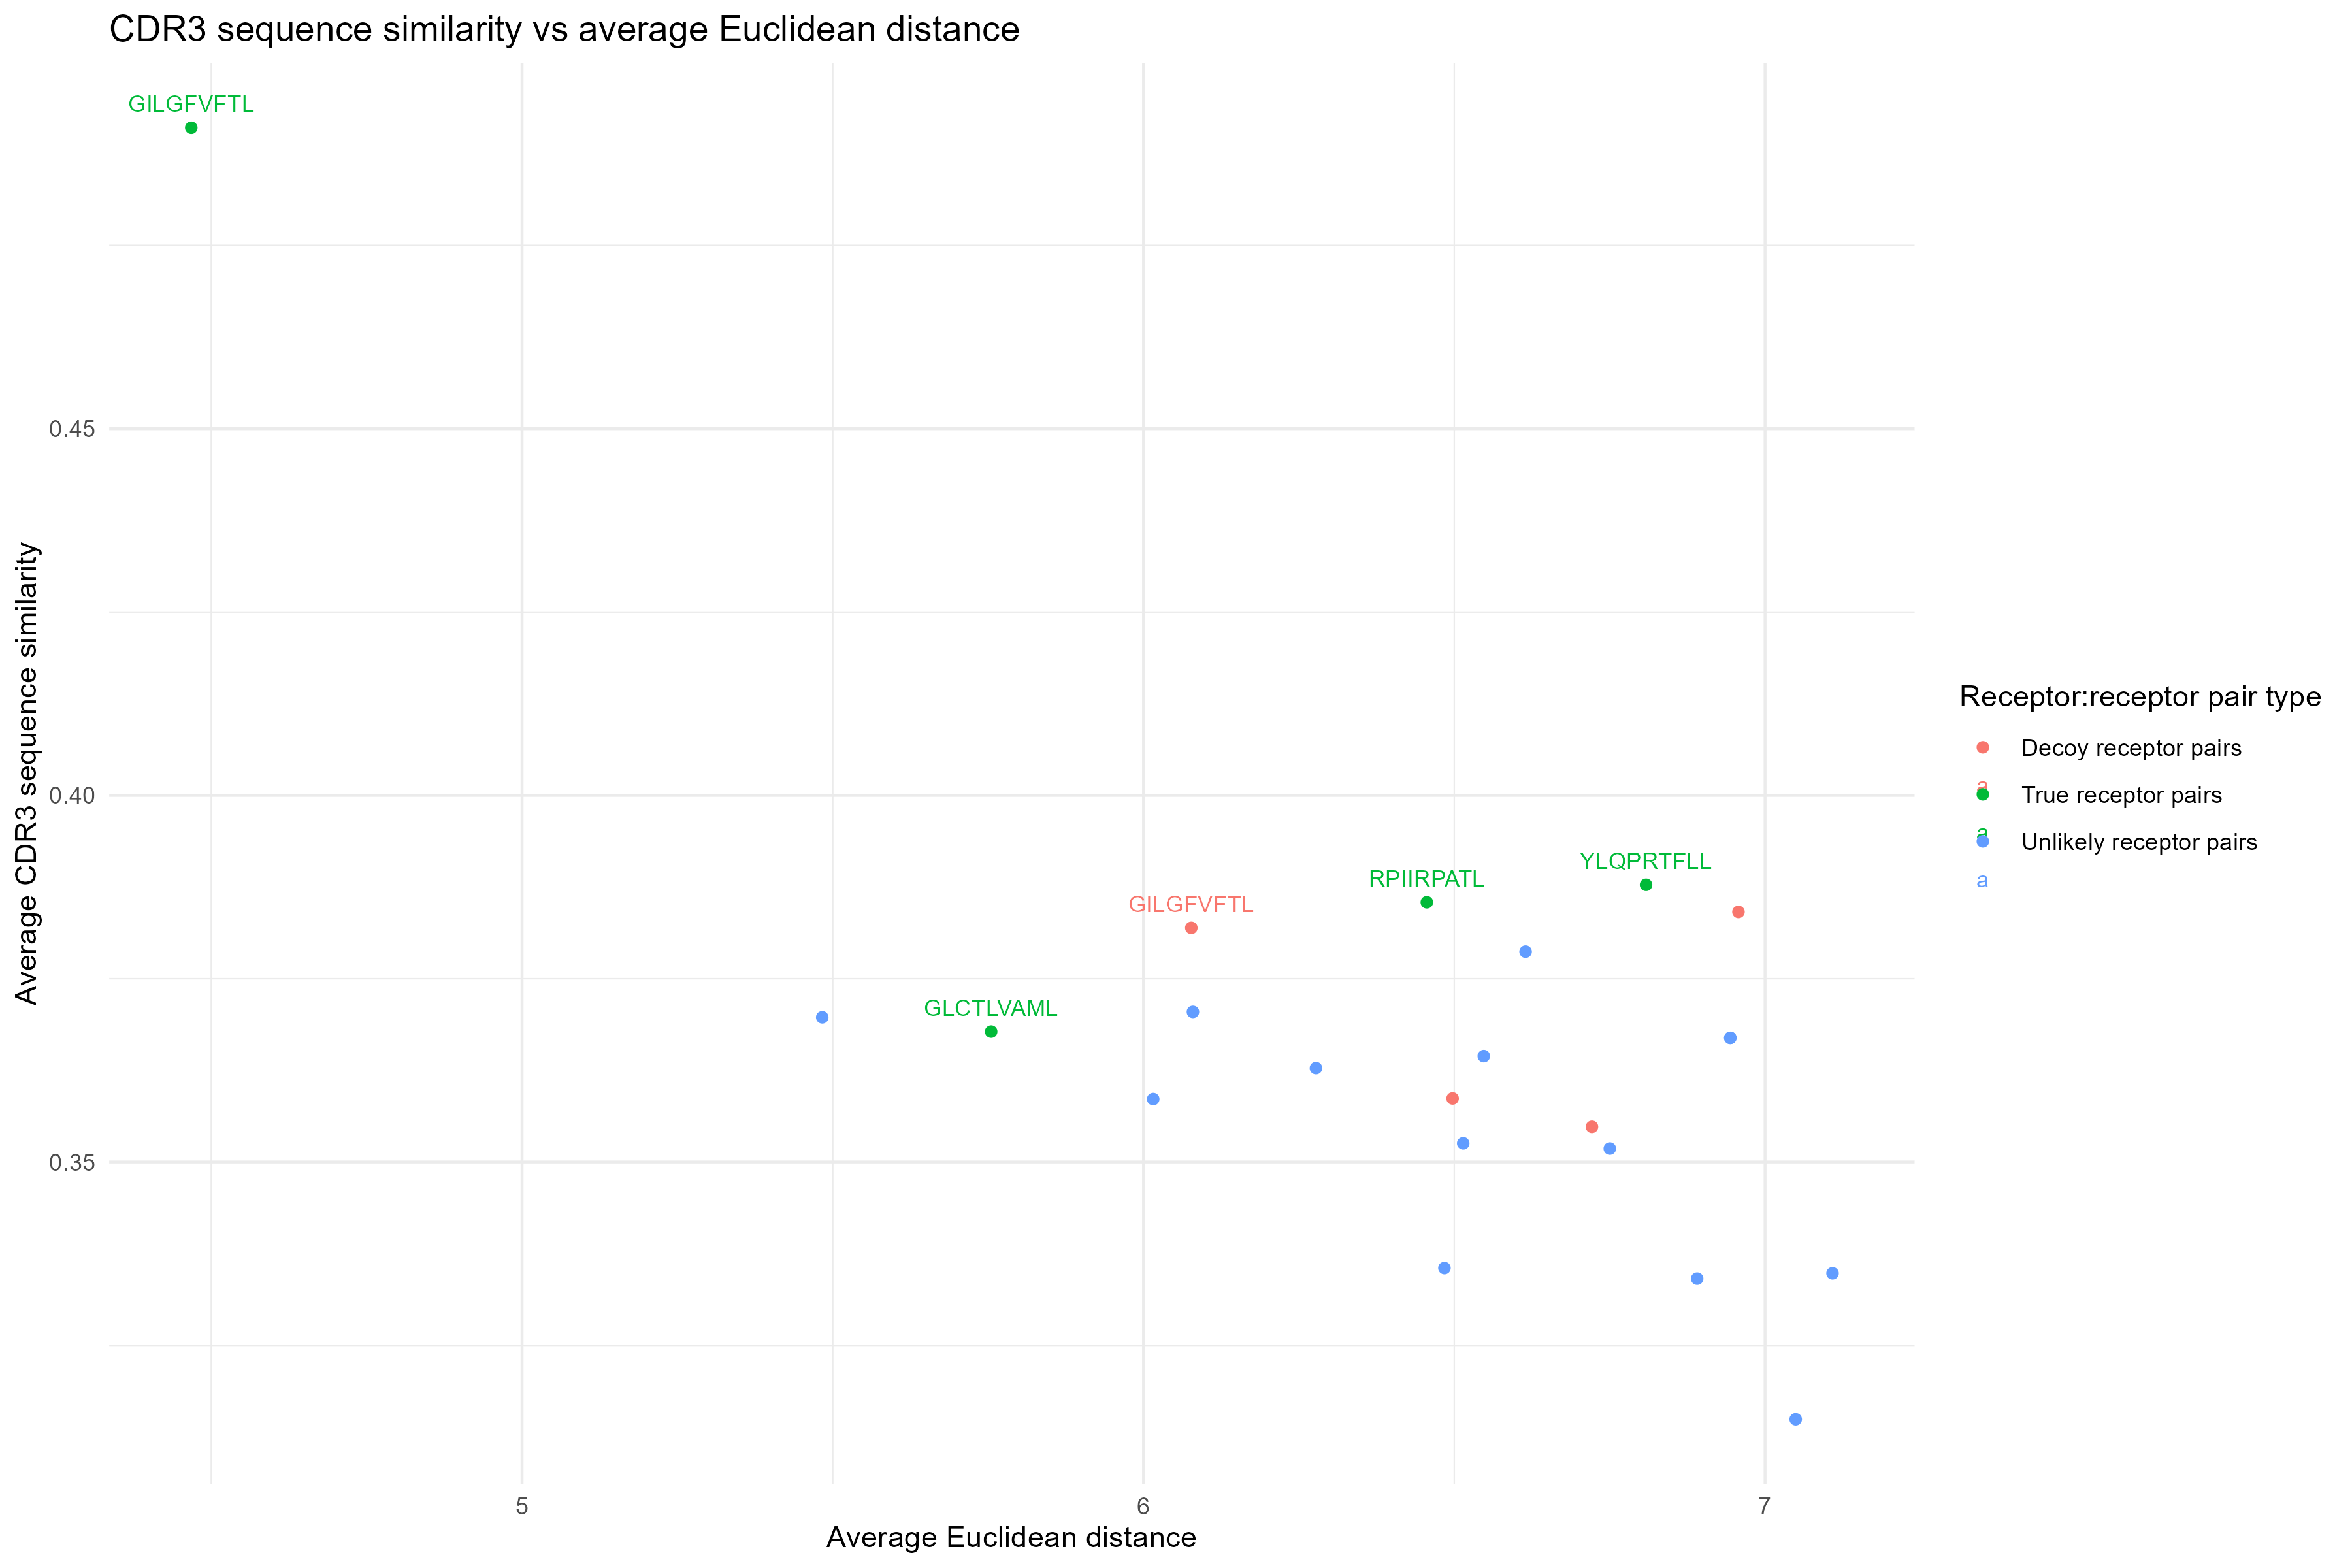 CDR3 sequence similarity vs average Euclidean distance
GILGFVFTL
0.45
0.40
0.35
Average CDR3 sequence similarity
YLQPRTFLL
RPIIRPATL
GILGFVFTL
GLCTLVAML
5
6
7
Average Euclidean distance
Receptor:receptor pair type
Decoy receptor pairs
a
True receptor pairs
a
Unlikely receptor pairs
a